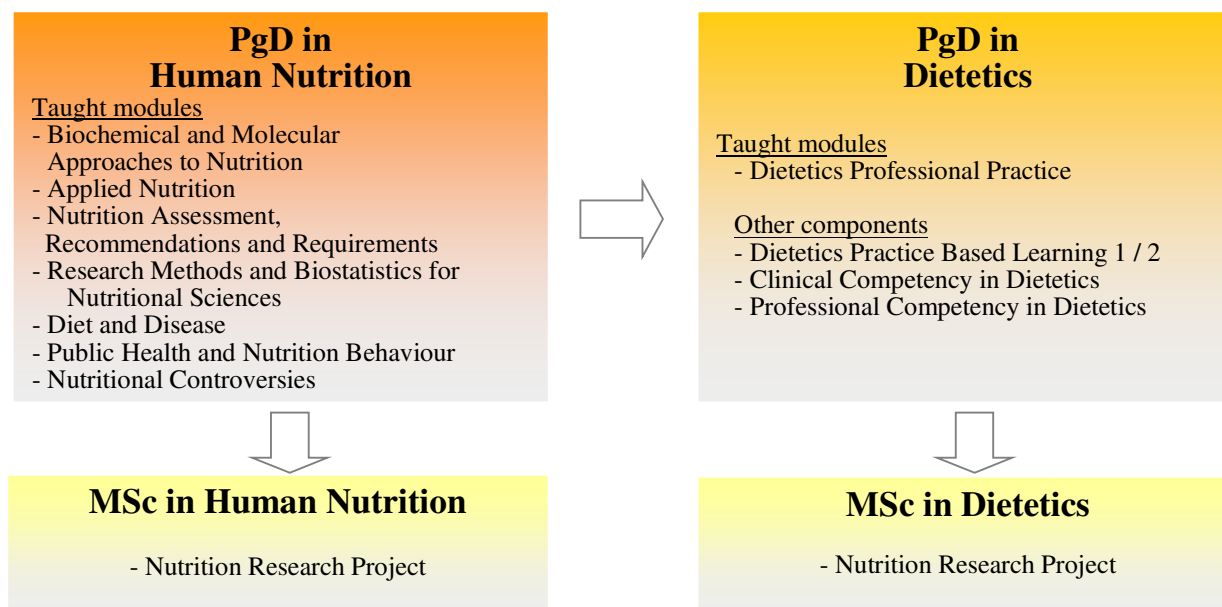 PgD in
Human Nutrition
Taught modules
- Biochemical and Molecular
Approaches to Nutrition
- Applied Nutrition
- Nutrition Assessment,
Recommendations and Requirements
- Research Methods and Biostatistics for
Nutritional Sciences
- Diet and Disease
- Public Health and Nutrition Behaviour
- Nutritional Controversies
PgD in
Dietetics
Taught modules
- Dietetics Professional Practice
Other components
- Dietetics Practice Based Learning 1 / 2
- Clinical Competency in Dietetics
- Professional Competency in Dietetics
MSc in Human Nutrition
- Nutrition Research Project
MSc in Dietetics
- Nutrition Research Project